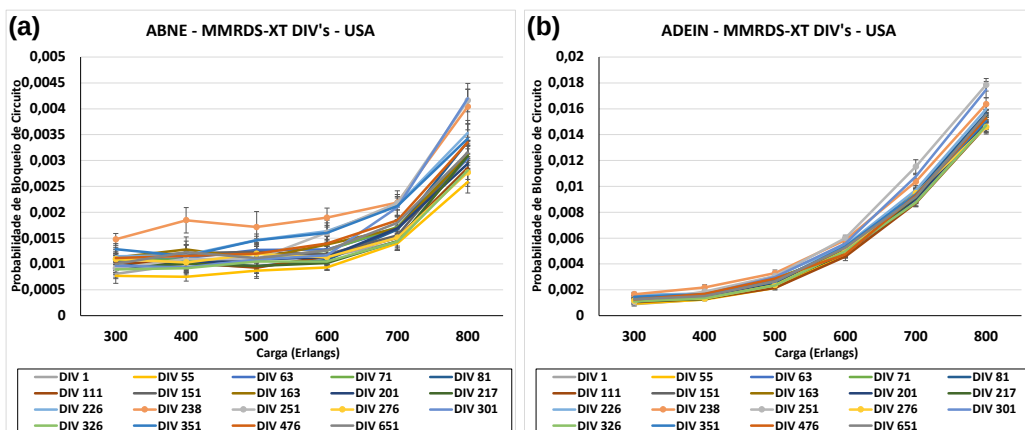 (a)
ABNE - MMRDS-XT DIV's - USA
Probabilidade de Bloqueio de Circuito
0,005
0,0045
0,004
0,0035
0,003
0,0025
0,002
0,0015
0,001
0,0005
0
300 400 500 600 700 800
Carga (Erlangs)
DIV 1 DIV 55 DIV 63 DIV 71 DIV 81
DIV 111 DIV 151 DIV 163 DIV 201 DIV 217
DIV 226 DIV 238 DIV 251 DIV 276 DIV 301
DIV 326 DIV 351 DIV 476 DIV 651
(b)
ADEIN - MMRDS-XT DIV's - USA
Probabilidade de Bloqueio de Circuito
0,02
0,018
0,016
0,014
0,012
0,01
0,008
0,006
0,004
0,002
0
300 400 500 600 700 800
Carga (Erlangs)
DIV 1 DIV 55 DIV 63 DIV 71 DIV 81
DIV 111 DIV 151 DIV 163 DIV 201 DIV 217
DIV 226 DIV 238 DIV 251 DIV 276 DIV 301
DIV 326 DIV 351 DIV 476 DIV 651